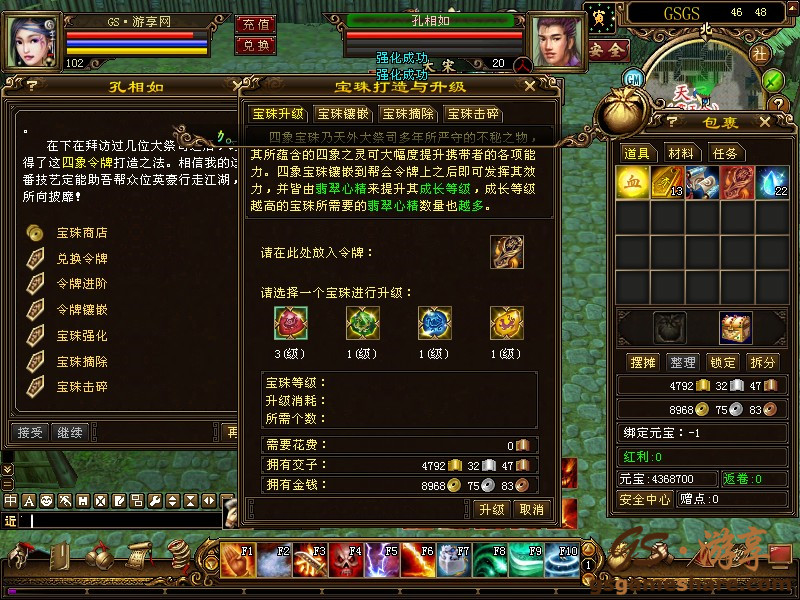 GS·游享网
102
充值
兑换
孔相如
20
强化成功
强化成功
大宋
寅
安全
GSGS 46 48
北
社
GM
?
孔相如
在下在拜访过几位大祭司
得了这四象令牌打造之法。相信我的这
番技艺定能助吾帮众位英豪行走江湖，
所向披靡！
宝珠商店
兑换令牌
令牌进阶
令牌镶嵌
宝珠强化
宝珠摘除
宝珠击碎
接受 继续 再
宝珠打造与升级
宝珠升级 宝珠镶嵌 宝珠摘除 宝珠击碎
四象宝珠乃天外大祭司多年所严守的不秘之物，
其所蕴含的四象之灵可大幅度提升携带者的各项能
力。四象宝珠镶嵌到帮会令牌上之后即可发挥其效
力，并皆由翡翠心精来提升其成长等级，成长等级
越高的宝珠所需要的翡翠心精数量也越多。
请在此处放入令牌：
请选择一个宝珠进行升级：
3(级) 1(级) 1(级) 1(级)
宝珠等级：
升级消耗：
所需个数：
需要花费： 0
拥有交子： 4792 32 47
拥有金钱： 8968 75 83
升级 取消
? 包裹
道具 材料 任务
血 13 22
摆摊 整理 锁定 拆分
4792 32 47
8968 75 83
绑定元宝：-1
红利：0
元宝：4368700 返卷：0
安全中心 赠点：0
中 A
近
F1 F2 F3 F4 F5 F6 F7 F8 F9 F10
1
GS·游享
gsgameshare.com